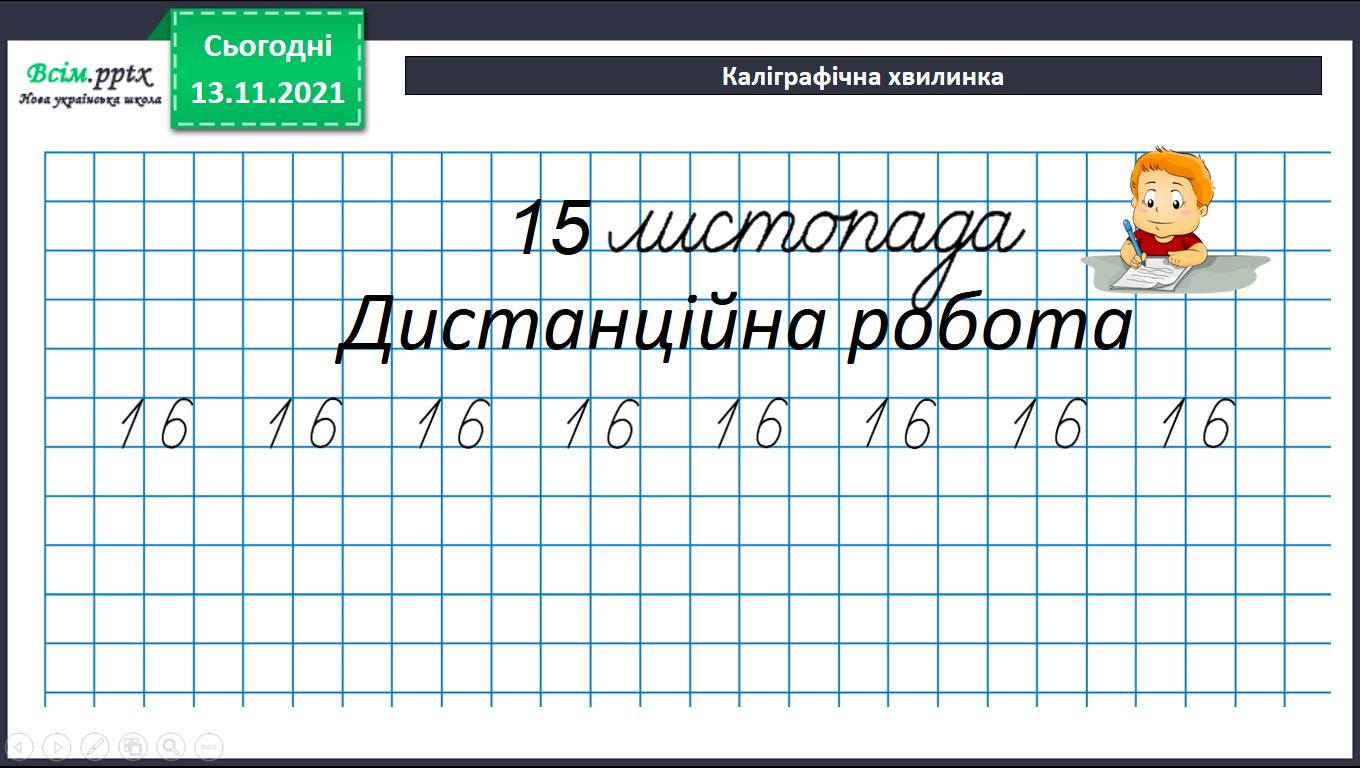 Всім.pptx
Нова українська школа
Сьогодні
13.11.2021
Каліграфічна хвилинка
15 листопада
Дистанційна робота
16 16 16 16 16 16 16 16